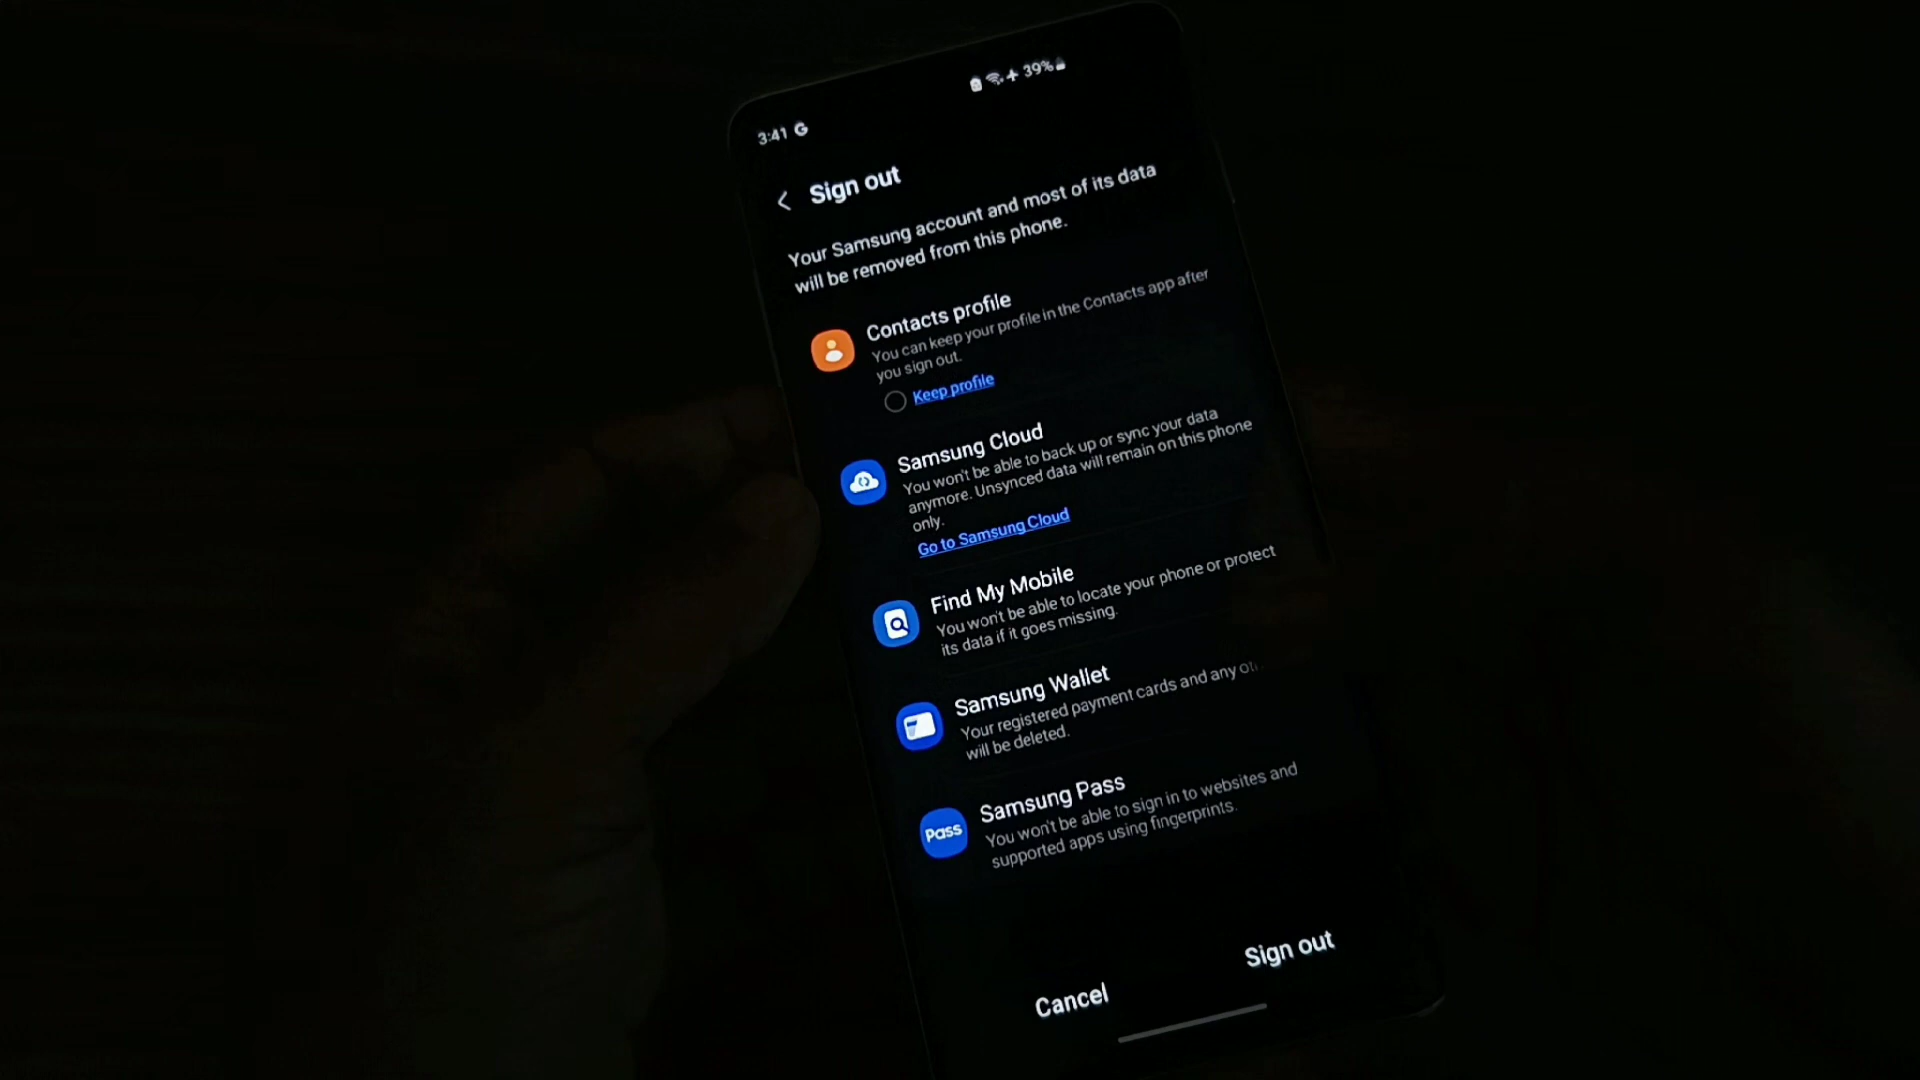 3:41 G 39%
Sign out
Your Samsung account and most of its data
will be removed from this phone.
Contacts profile
You can keep your profile in the Contacts app after
you sign out.
Keep profile
Samsung Cloud
You won't be able to back up or sync your data
anymore. Unsynced data will remain on this phone
only.
Go to Samsung Cloud
Find My Mobile
You won't be able to locate your phone or protect
its data if it goes missing.
Samsung Wallet
Your registered payment cards and any
will be deleted.
Samsung Pass
Pass
You won't be able to sign in to websites and
supported apps using fingerprints.
Sign out
Cancel